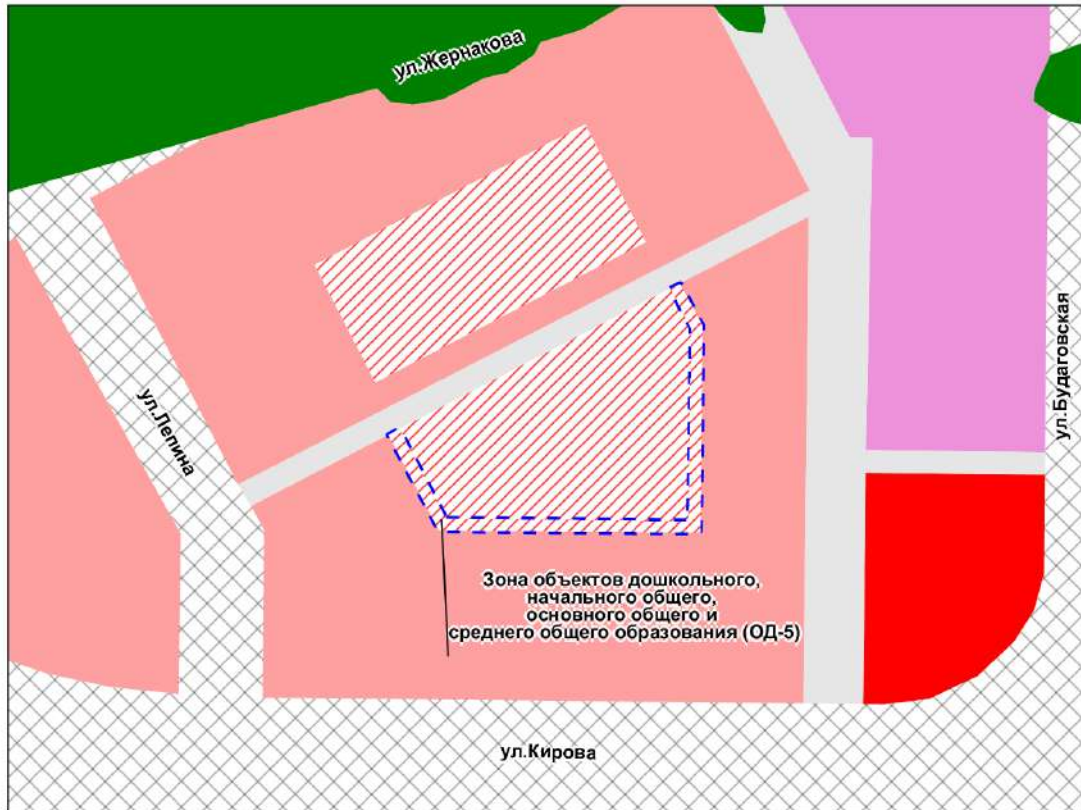 ул.Жернакова
ул.Лепина
ул.Будаговская
Зона объектов дошкольного,
начального общего,
основного общего и
среднего общего образования (ОД-5)
ул.Кирова